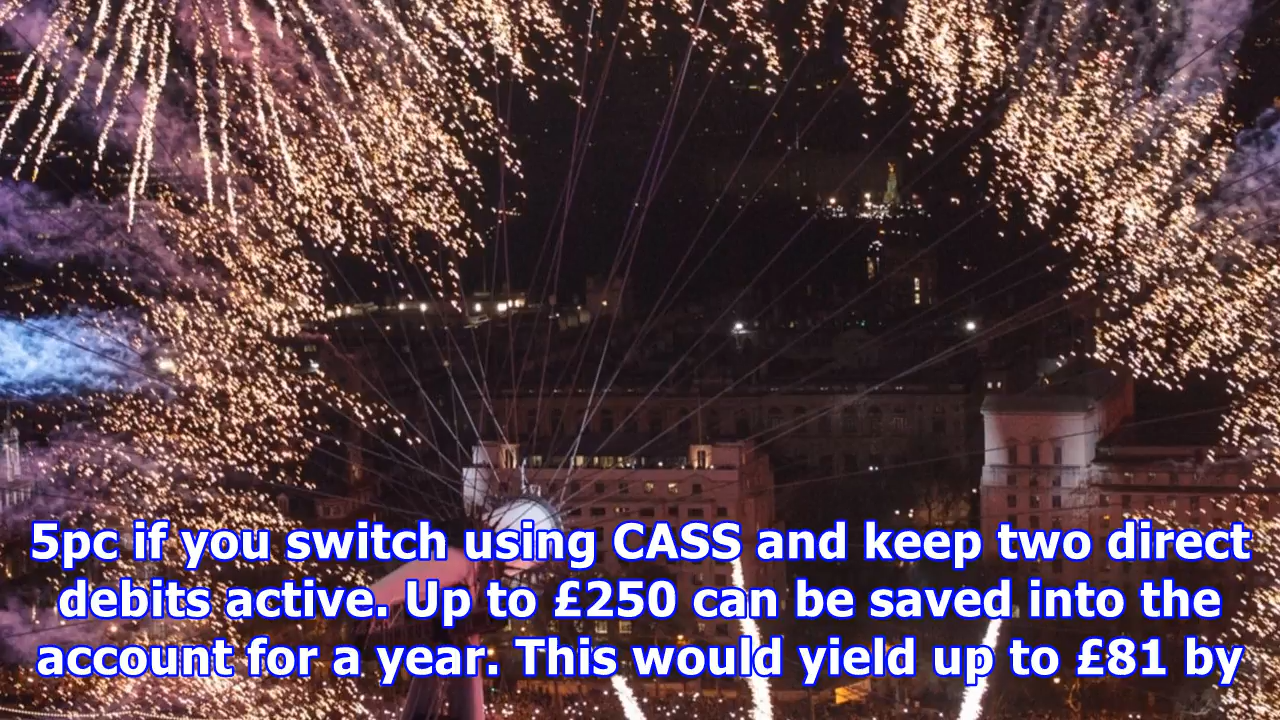 5pc if you switch using CASS and keep two direct
debits active. Up to £250 can be saved into the
account for a year. This would yield up to £81 by